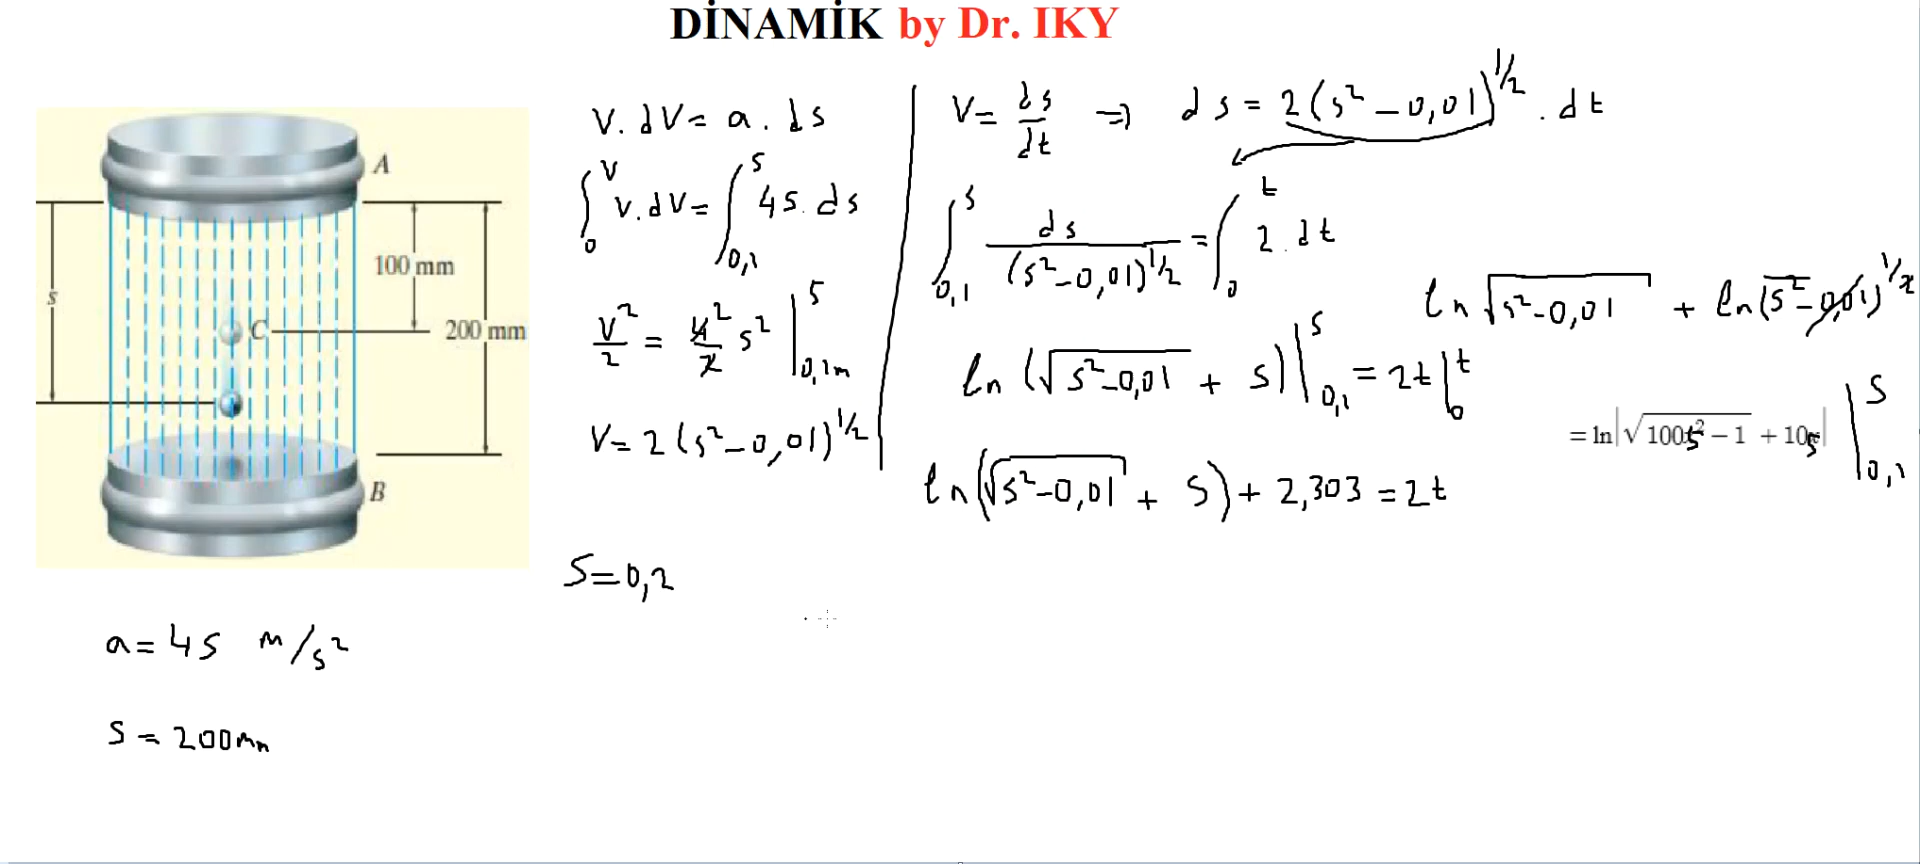 DİNAMİK by Dr. IKY
A
100 mm
s
C
200 mm
B
a = 4s m/s²
s = 200mm
V. dV = a . ds
∫₀^V V. dV = ∫₀,₁^s 4s. ds
V²/2 = 4²/2 s² |₀,₁m^s
V = 2 (s² – 0,01)^1/2
s = 0,2
V = ds/dt ⇒ ds = 2 (s² – 0,01)^1/2 . dt
∫₀,₁^s ds/(s² – 0,01)^1/2 = ∫₀^t 2. dt
ln (√s² – 0,01 + s) |₀,₁^s = 2t |₀^t
ln (√s² – 0,01 + s) + 2,303 = 2t
ln √s² – 0,01 + ln (s² – 0,01)^1/2
= ln|√100s² – 1 + 10s| |₀,₁^s